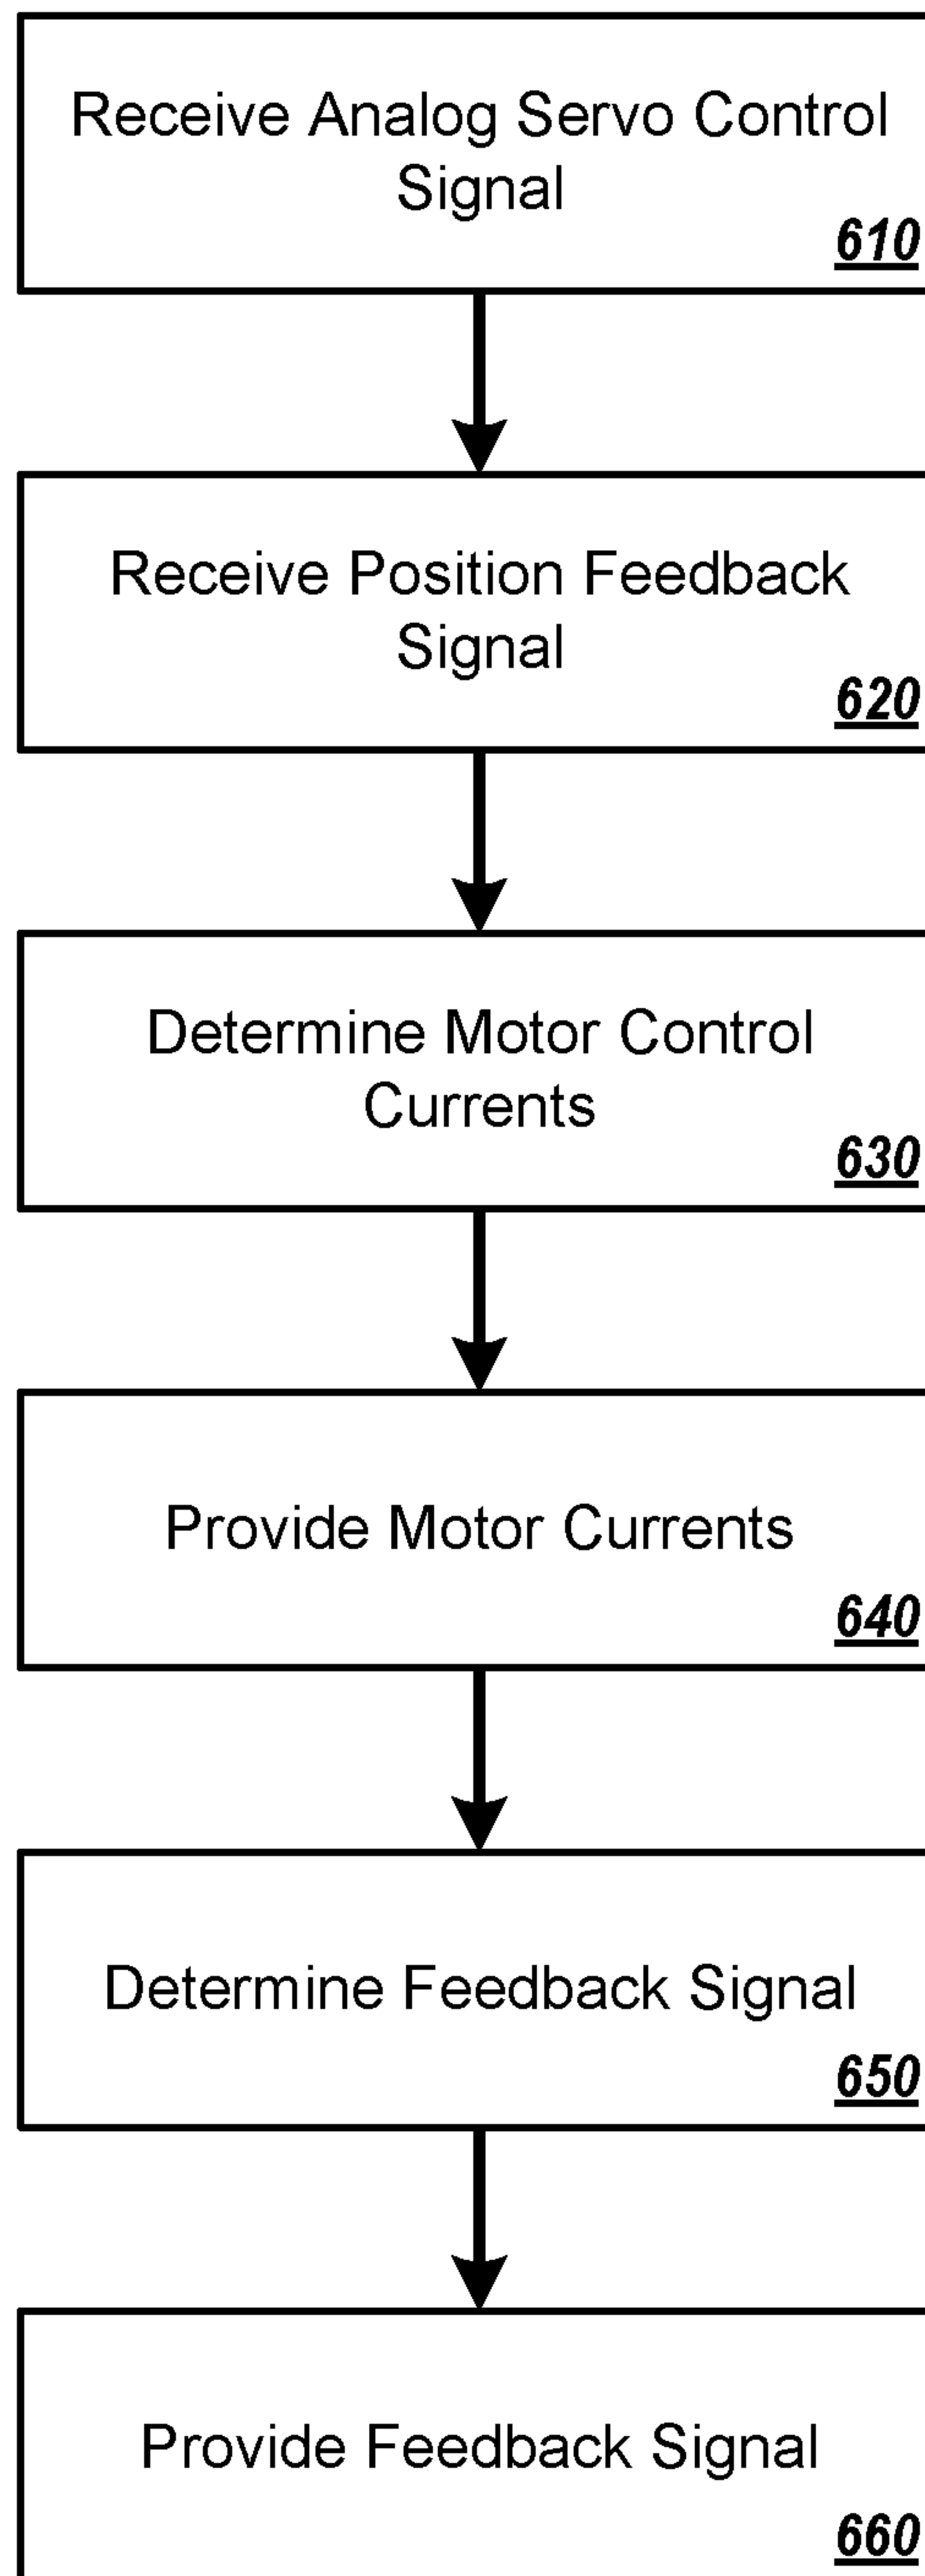 Receive Analog Servo Control
Signal
610
Receive Position Feedback
Signal
620
Determine Motor Control
Currents
630
Provide Motor Currents
640
Determine Feedback Signal
650
Provide Feedback Signal
660